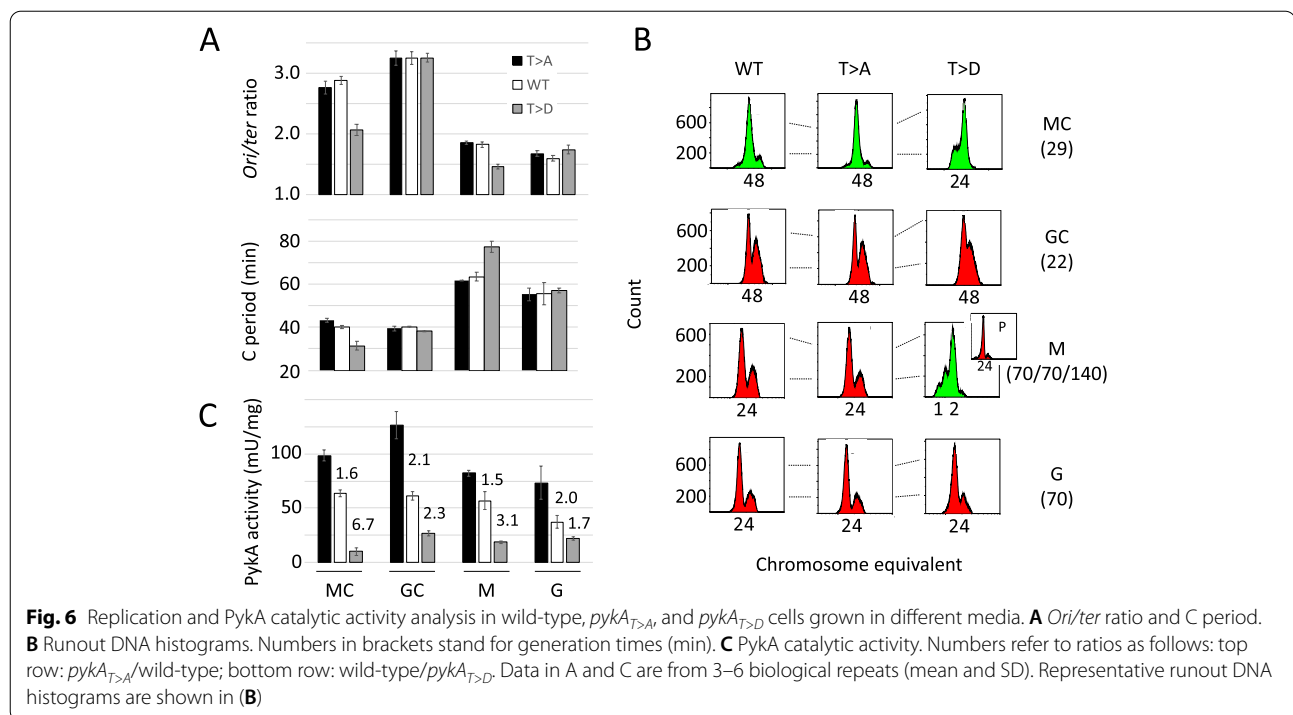 A
Ori/ter ratio
3.0
2.0
1.0
T>A
WT
T>D
C period (min)
80
60
40
20
C
PykA activity (mU/mg)
100
50
0
1.6
6.7
2.1
2.3
1.5
3.1
2.0
1.7
MC GC M G
B
WT T>A T>D
Count
600
200
48 48 24
MC
(29)
600
200
48 48 48
GC
(22)
600
200
24 24 1 2
P
24
M
(70/70/140)
600
200
24 24 24
G
(70)
Chromosome equivalent
Fig. 6 Replication and PykA catalytic activity analysis in wild-type, pykAT>A, and pykAT>D cells grown in different media. A Ori/ter ratio and C period.
B Runout DNA histograms. Numbers in brackets stand for generation times (min). C PykA catalytic activity. Numbers refer to ratios as follows: top
row: pykAT>A/wild-type; bottom row: wild-type/pykAT>D. Data in A and C are from 3–6 biological repeats (mean and SD). Representative runout DNA
histograms are shown in (B)